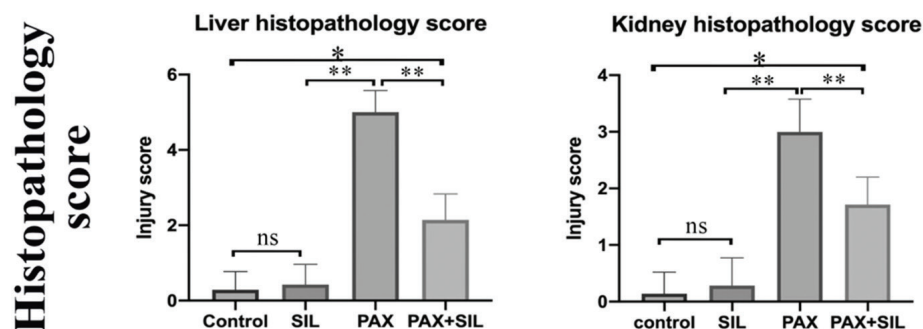 Histopathology
score
Liver histopathology score
Injury score
6
4
2
0
*
**
**
ns
Control SIL PAX PAX+SIL
Kidney histopathology score
Injury score
4
3
2
1
0
*
**
**
ns
control SIL PAX PAX+SIL